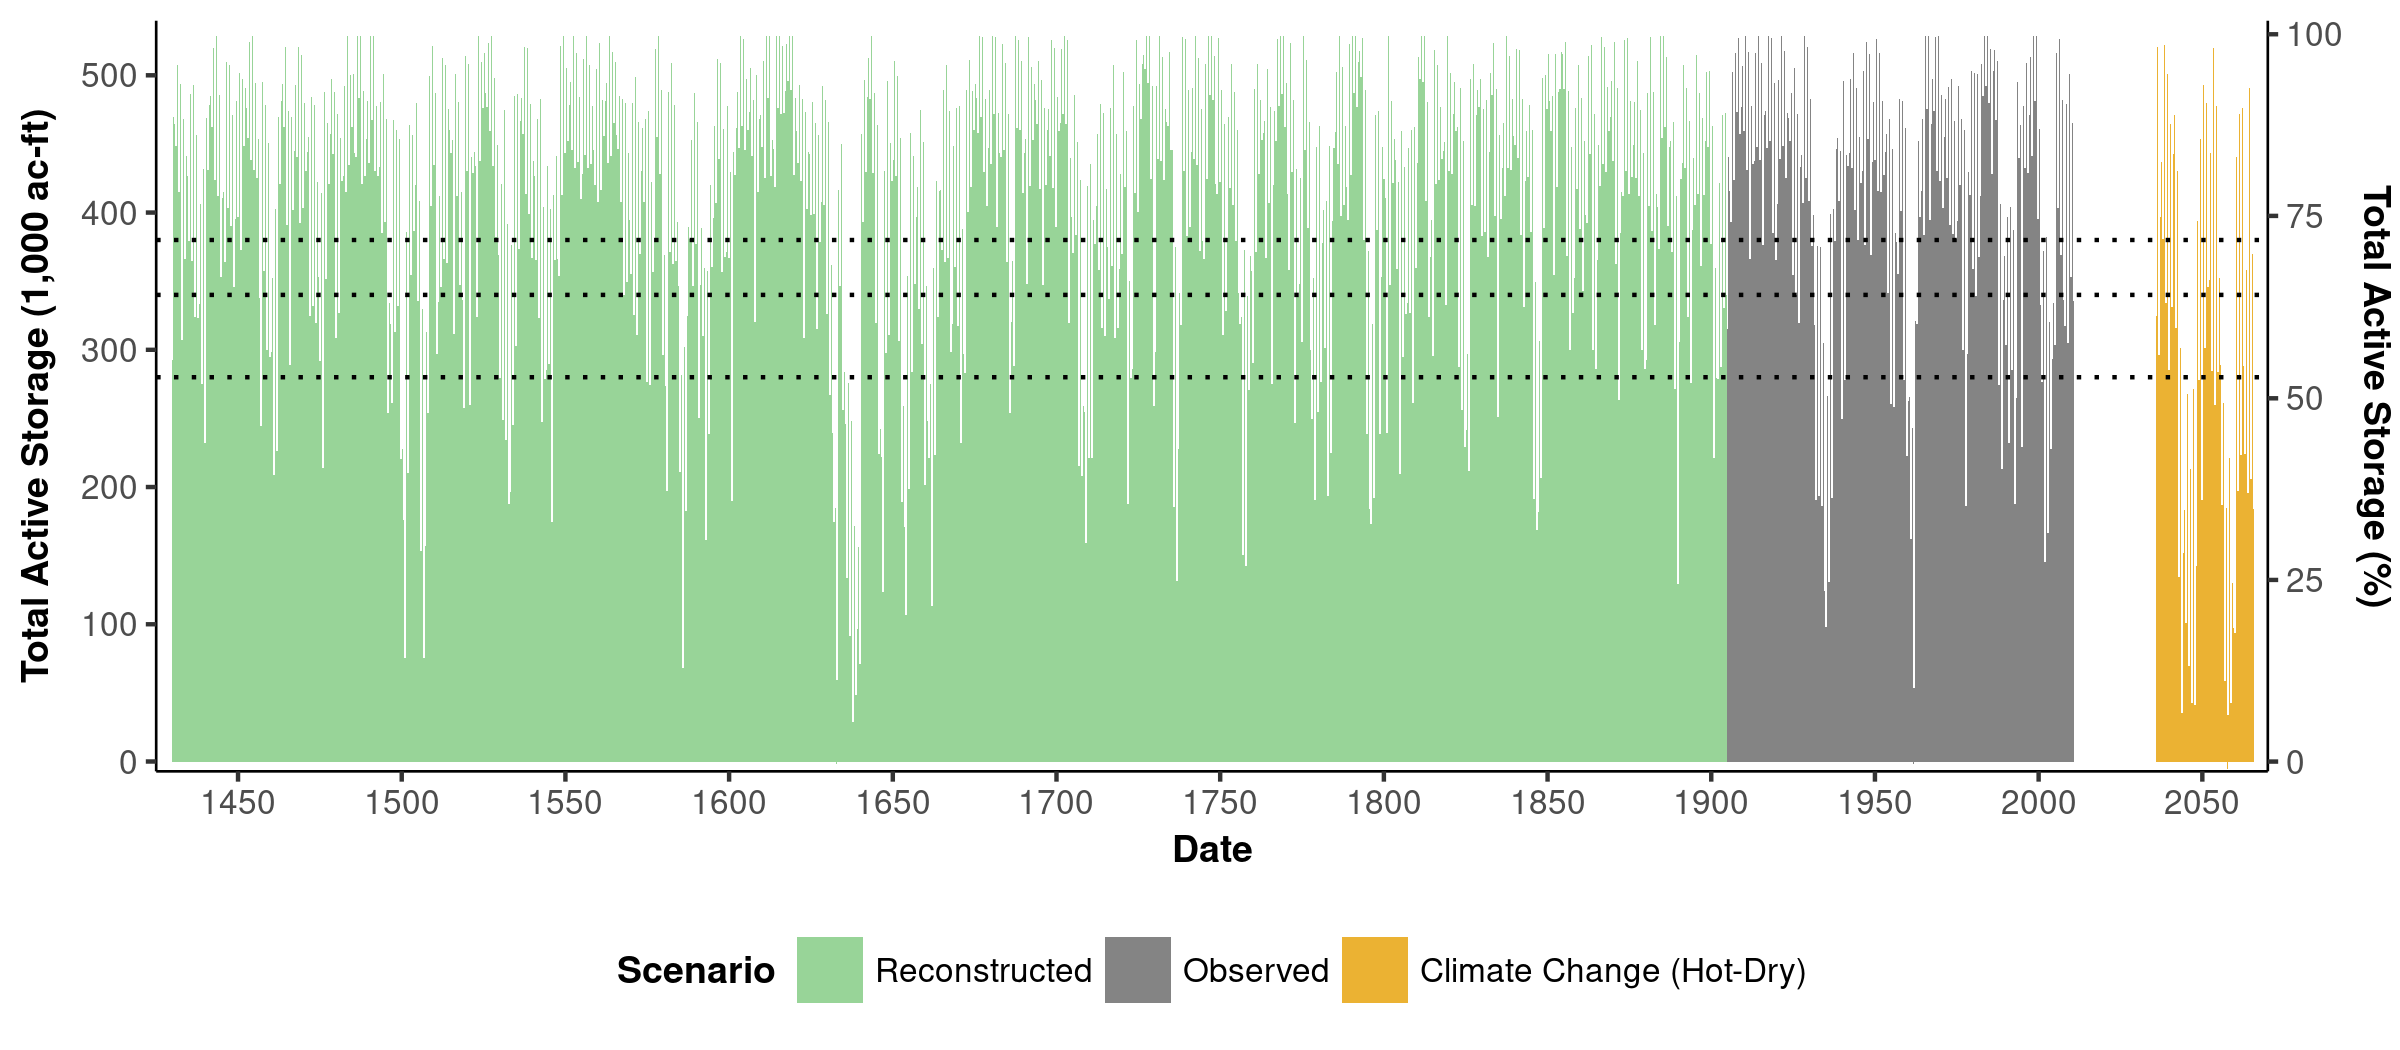 Total Active Storage (1,000 ac-ft)
500
400
300
200
100
0
Total Active Storage (%)
100
75
50
25
0
1450 1500 1550 1600 1650 1700 1750 1800 1850 1900 1950 2000 2050
Date
Scenario Reconstructed Observed Climate Change (Hot-Dry)